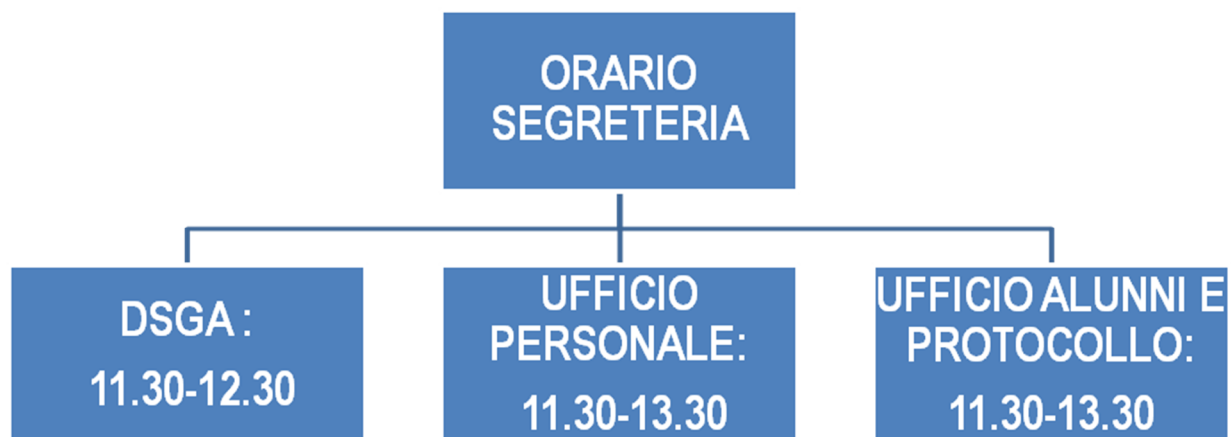 ORARIO
SEGRETERIA
DSGA :
11.30-12.30
UFFICIO
PERSONALE:
11.30-13.30
UFFICIO ALUNNI E
PROTOCOLLO:
11.30-13.30